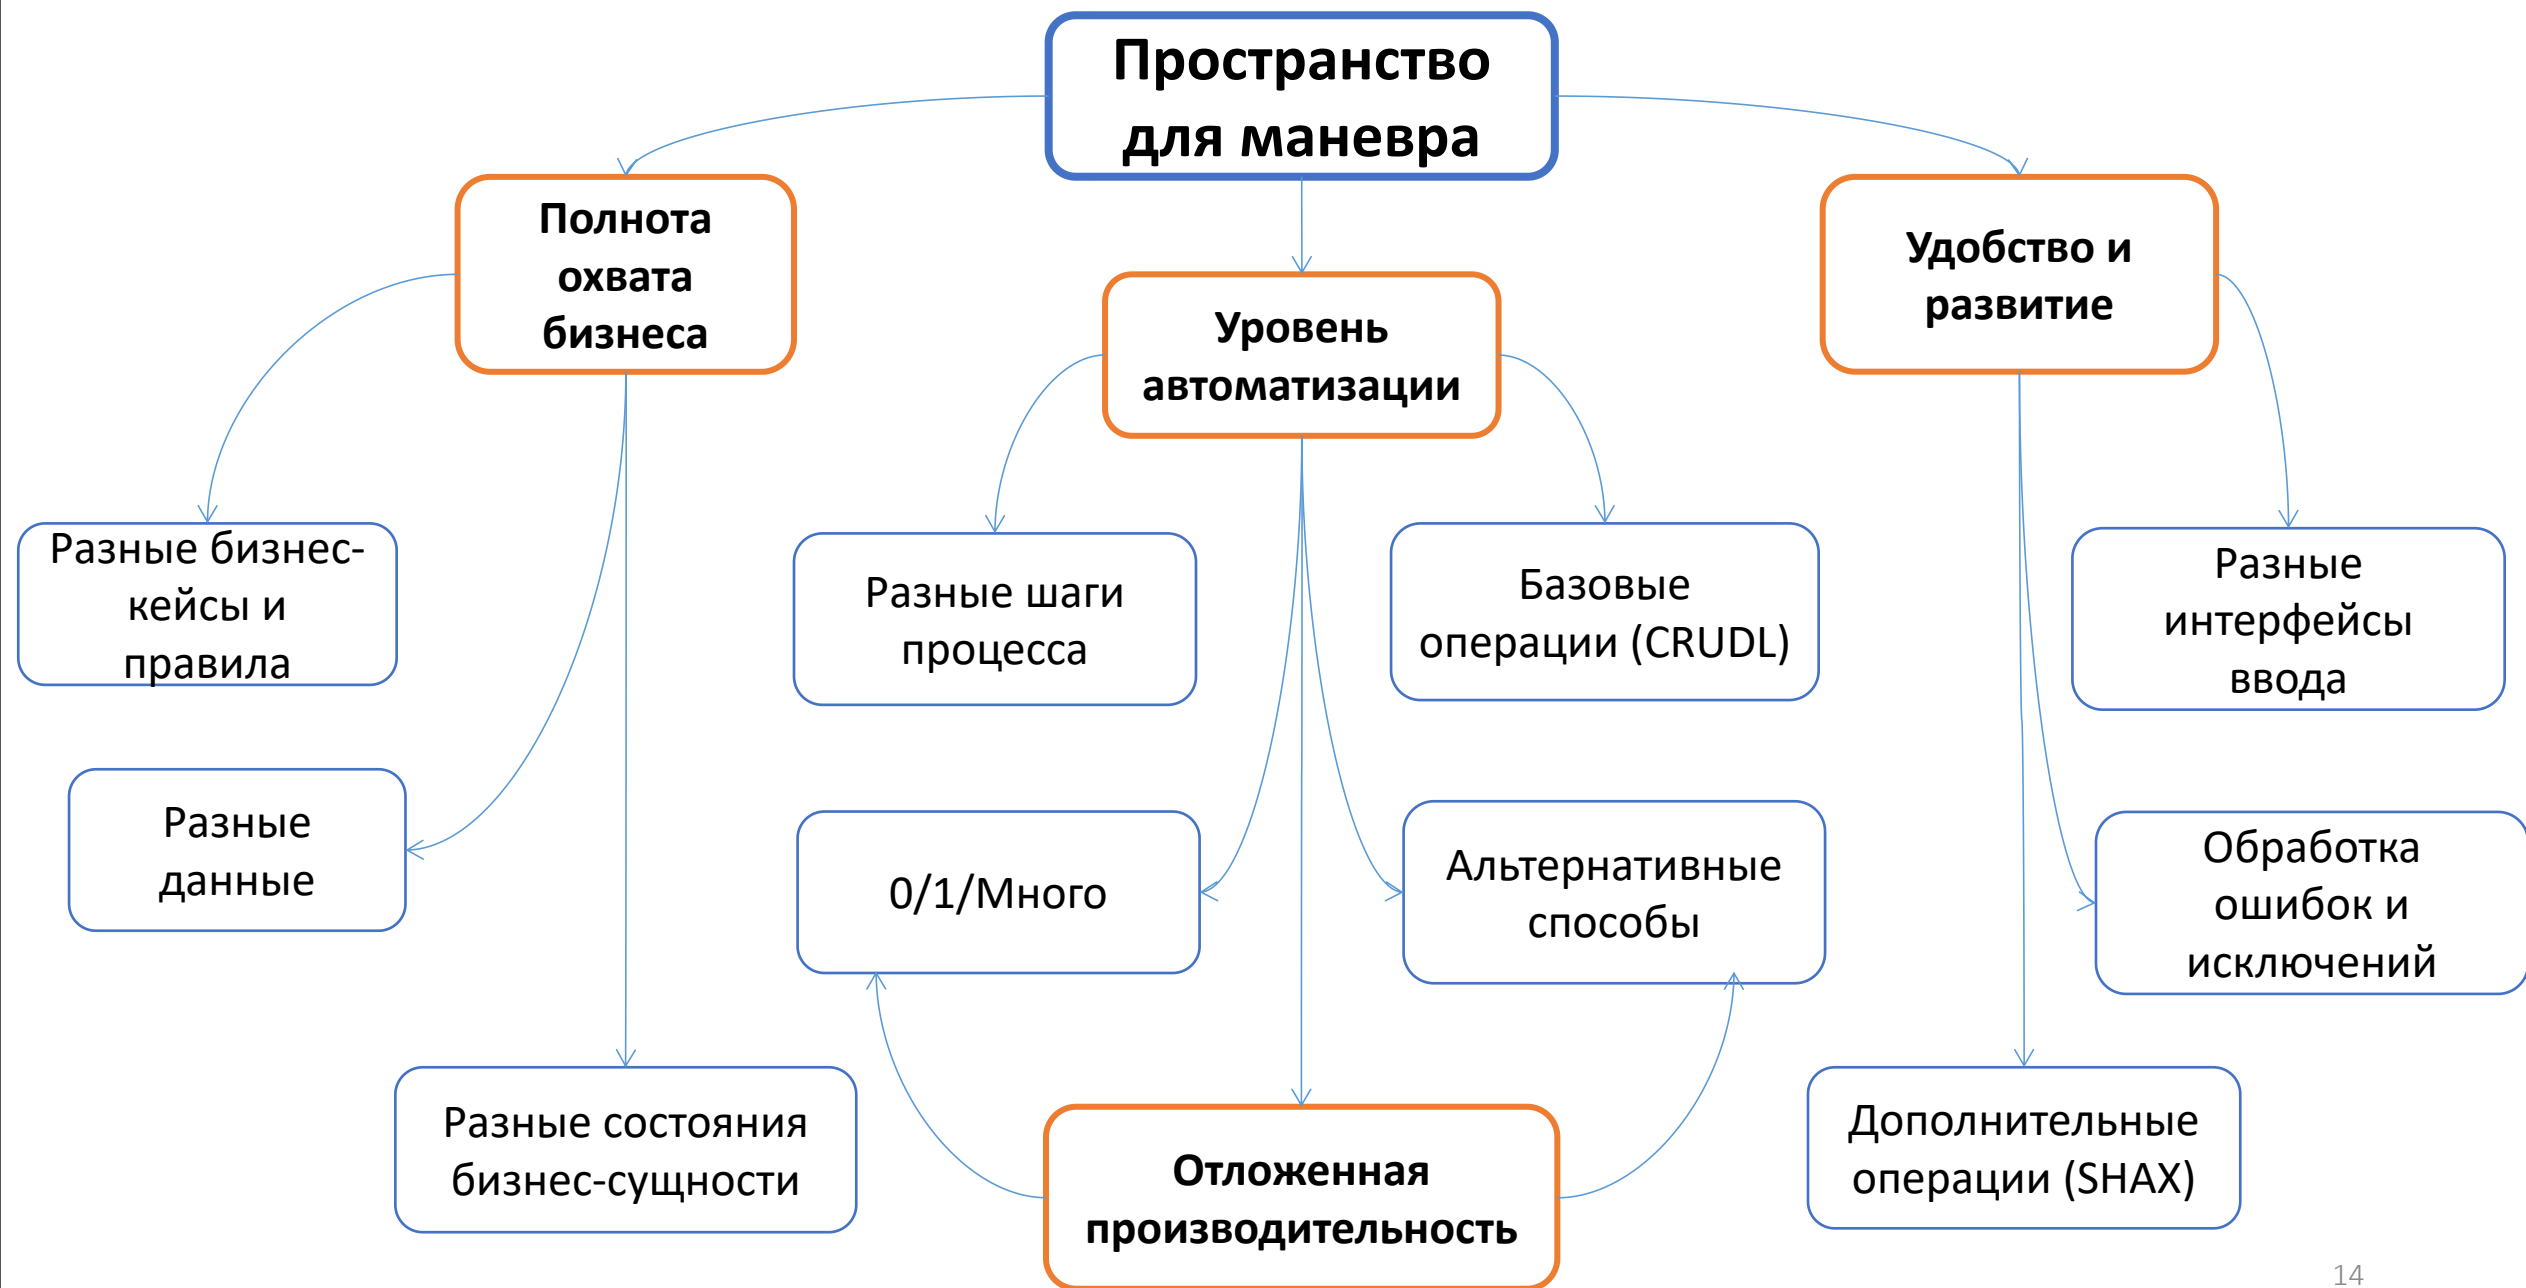 Пространство
для маневра
Полнота
охвата
бизнеса
Уровень
автоматизации
Удобство и
развитие
Разные бизнес-
кейсы и
правила
Разные шаги
процесса
Базовые
операции (CRUDL)
Разные
интерфейсы
ввода
Разные
данные
0/1/Много
Альтернативные
способы
Обработка
ошибок и
исключений
Разные состояния
бизнес-сущности
Отложенная
производительность
Дополнительные
операции (SHAX)
14